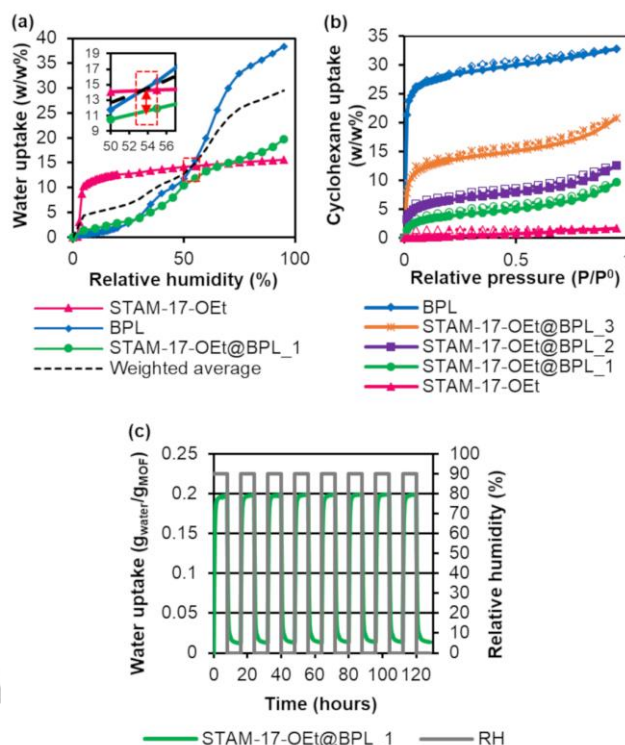 (a)
Water uptake (w/w%)
40
35
30
25
20
15
10
5
0
19
17
15
13
11
9
50 52 54 56
0 50 100
Relative humidity (%)
STAM-17-OEt
BPL
STAM-17-OEt@BPL_1
Weighted average
(b)
Cyclohexane uptake
(w/w%)
35
30
25
20
15
10
5
0
0 0.5 1
Relative pressure (P/P⁰)
BPL
STAM-17-OEt@BPL_3
STAM-17-OEt@BPL_2
STAM-17-OEt@BPL_1
STAM-17-OEt
(c)
Water uptake (g_water/g_MOF)
0.25
0.2
0.15
0.1
0.05
0
0 20 40 60 80 100 120
Time (hours)
100
90
80
70
60
50
40
30
20
10
0
Relative humidity (%)
STAM-17-OEt@BPL_1 RH